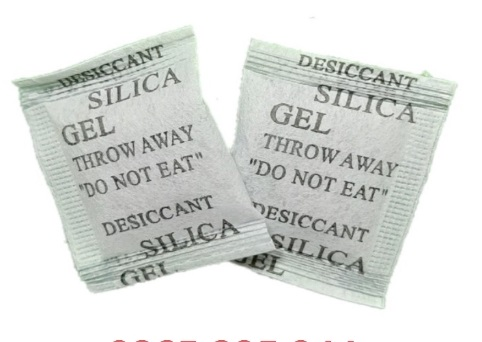 DESICCANT
SILICA
GEL
THROW AWAY
"DO NOT EAT"
DESICCANT
SILICA
GEL
DESICCANT
SILICA
GEL
THROW AWAY
"DO NOT EAT"
DESICCANT
SILICA
GEL